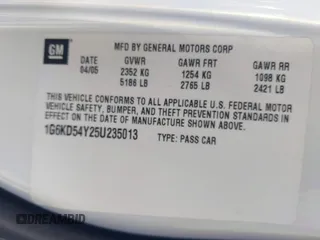 GM
MFD BY GENERAL MOTORS CORP
DATE GVWR GAWR FRT GAWR RR
04/05 2352 KG 1254 KG 1098 KG
5186 LB 2765 LB 2421 LB
THIS VEHICLE CONFORMS TO ALL APPLICABLE U.S. FEDERAL MOTOR
VEHICLE SAFETY, BUMPER, AND THEFT PREVENTION STANDARDS IN
EFFECT ON THE DATE OF MANUFACTURE SHOWN ABOVE.
1G6KD54Y25U235013 TYPE: PASS CAR
DREAMBID